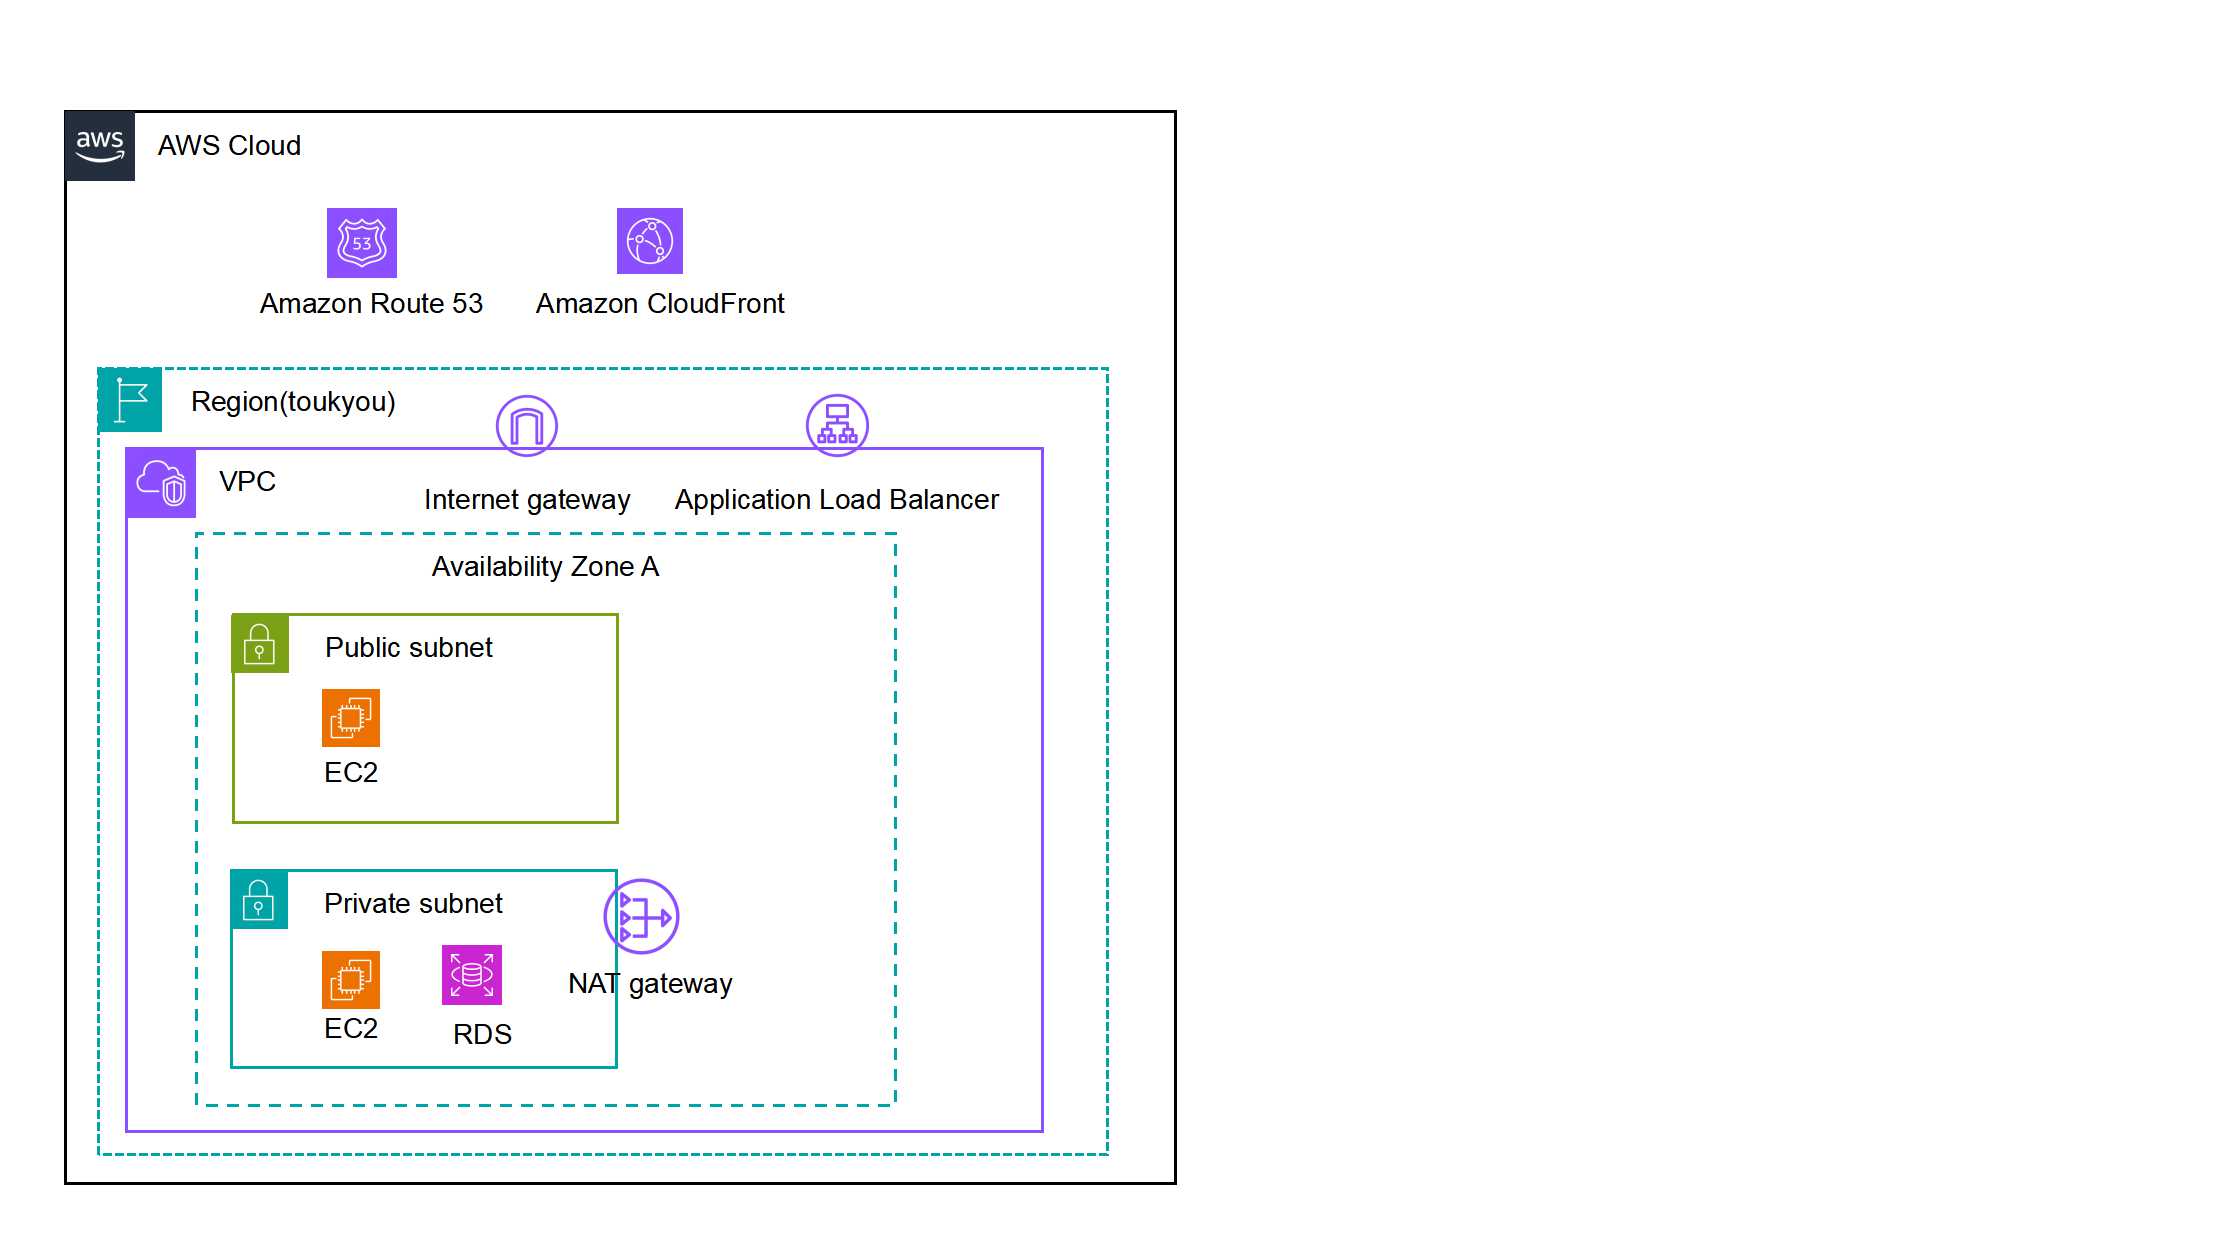 aws
AWS Cloud
53
Amazon Route 53
Amazon CloudFront
Region(toukyou)
VPC
Internet gateway
Application Load Balancer
Availability Zone A
Public subnet
EC2
Private subnet
EC2
RDS
NAT gateway